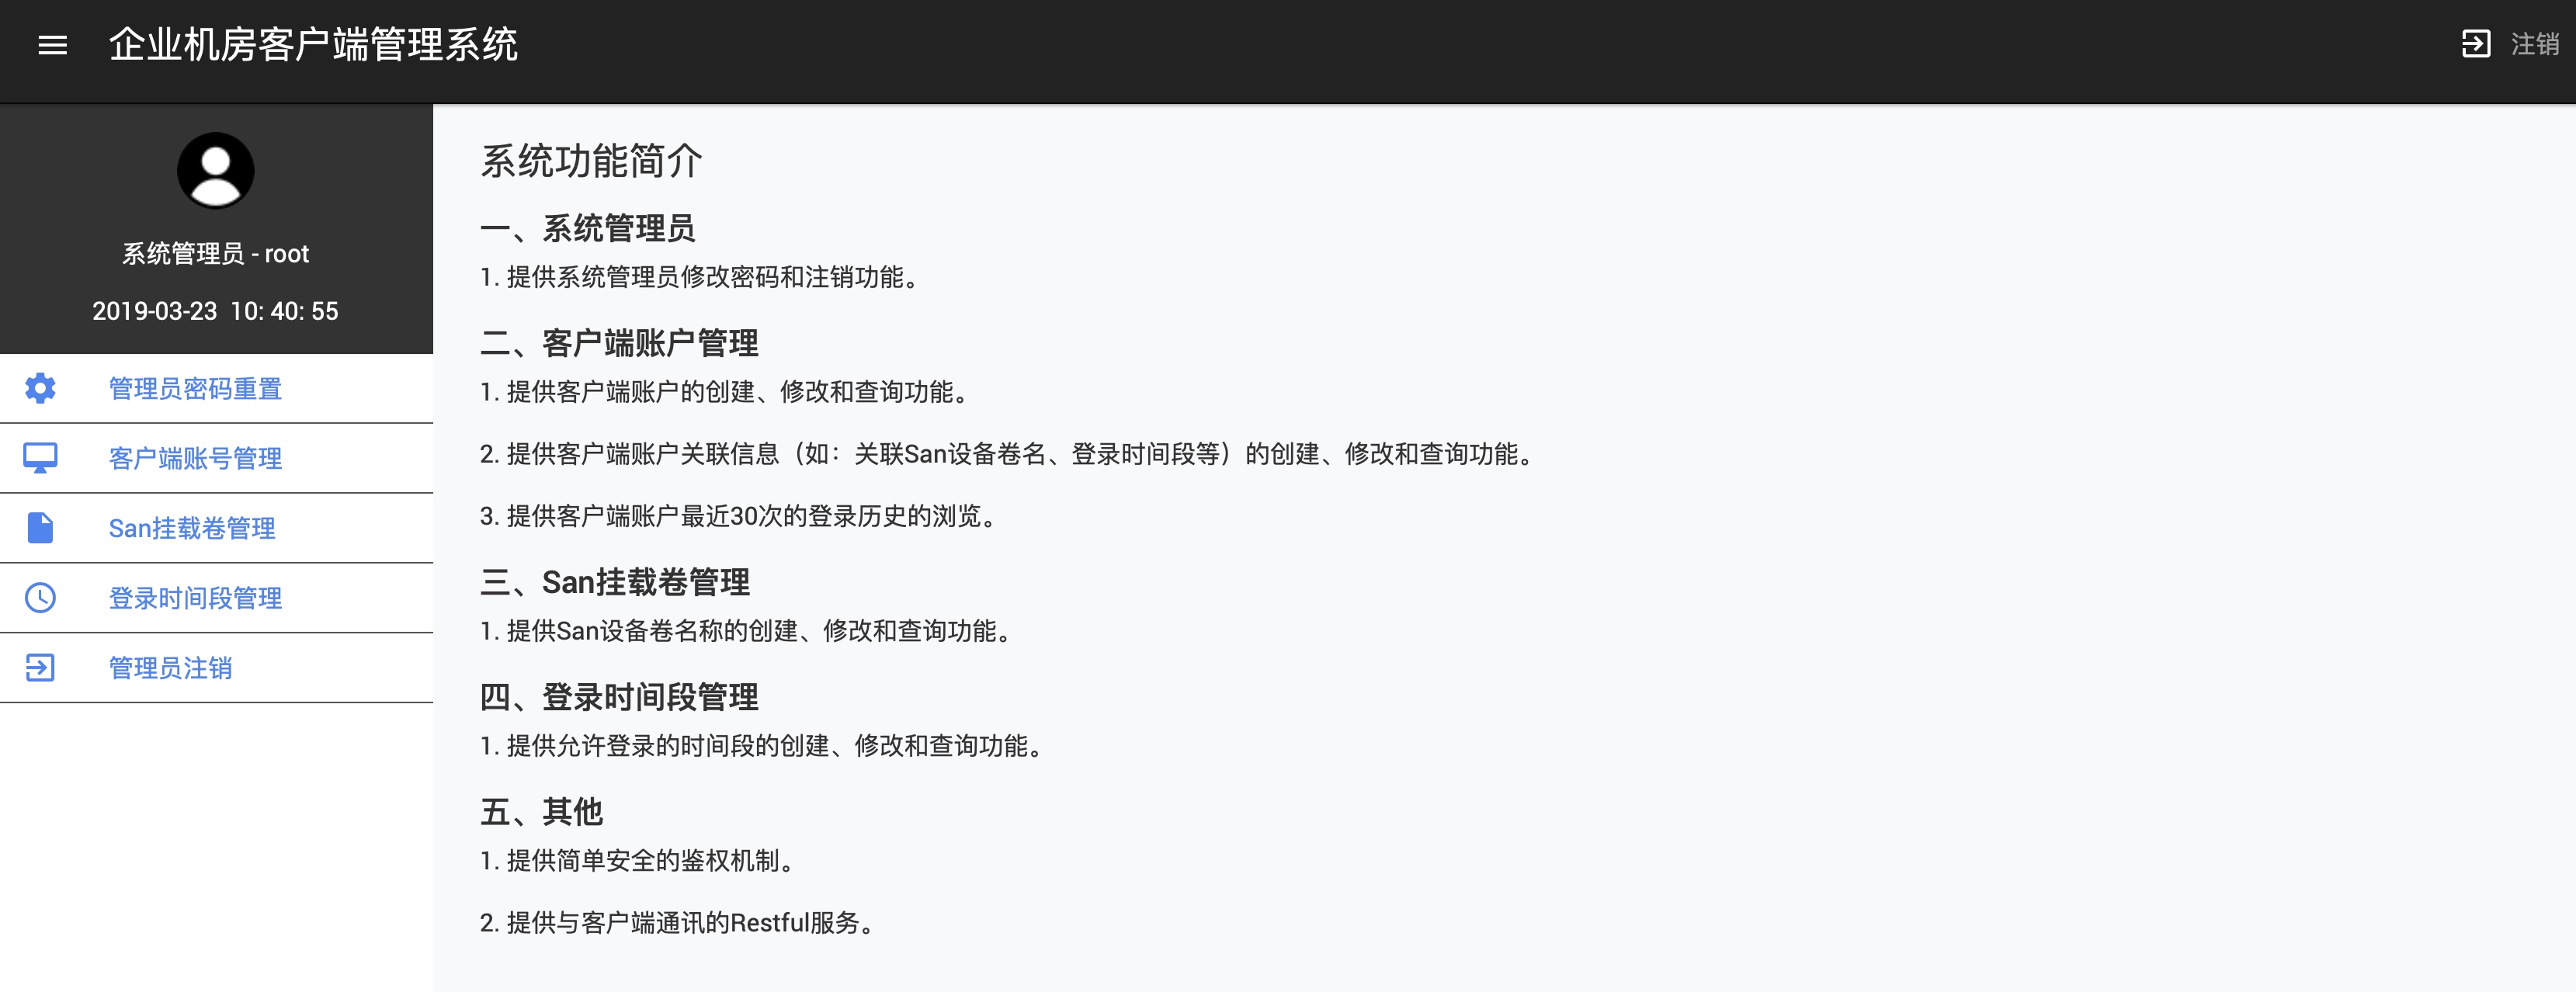 企业机房客户端管理系统
注销
系统管理员 - root
2019-03-23 10: 40: 55
管理员密码重置
客户端账号管理
San挂载卷管理
登录时间段管理
管理员注销
系统功能简介
一、系统管理员
1. 提供系统管理员修改密码和注销功能。
二、客户端账户管理
1. 提供客户端账户的创建、修改和查询功能。
2. 提供客户端账户关联信息（如：关联San设备卷名、登录时间段等）的创建、修改和查询功能。
3. 提供客户端账户最近30次的登录历史的浏览。
三、San挂载卷管理
1. 提供San设备卷名称的创建、修改和查询功能。
四、登录时间段管理
1. 提供允许登录的时间段的创建、修改和查询功能。
五、其他
1. 提供简单安全的鉴权机制。
2. 提供与客户端通讯的Restful服务。